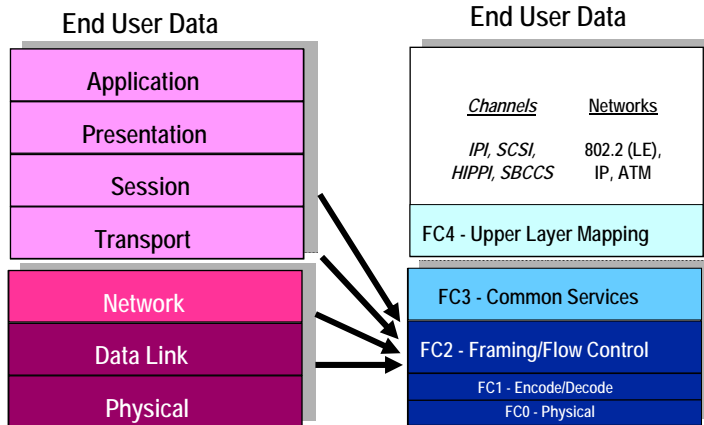 End User Data
Application
Presentation
Session
Transport
Network
Data Link
Physical
End User Data
Channels Networks
IPI, SCSI, 802.2 (LE),
HIPPI, SBCCS IP, ATM
FC4 - Upper Layer Mapping
FC3 - Common Services
FC2 - Framing/Flow Control
FC1 - Encode/Decode
FC0 - Physical